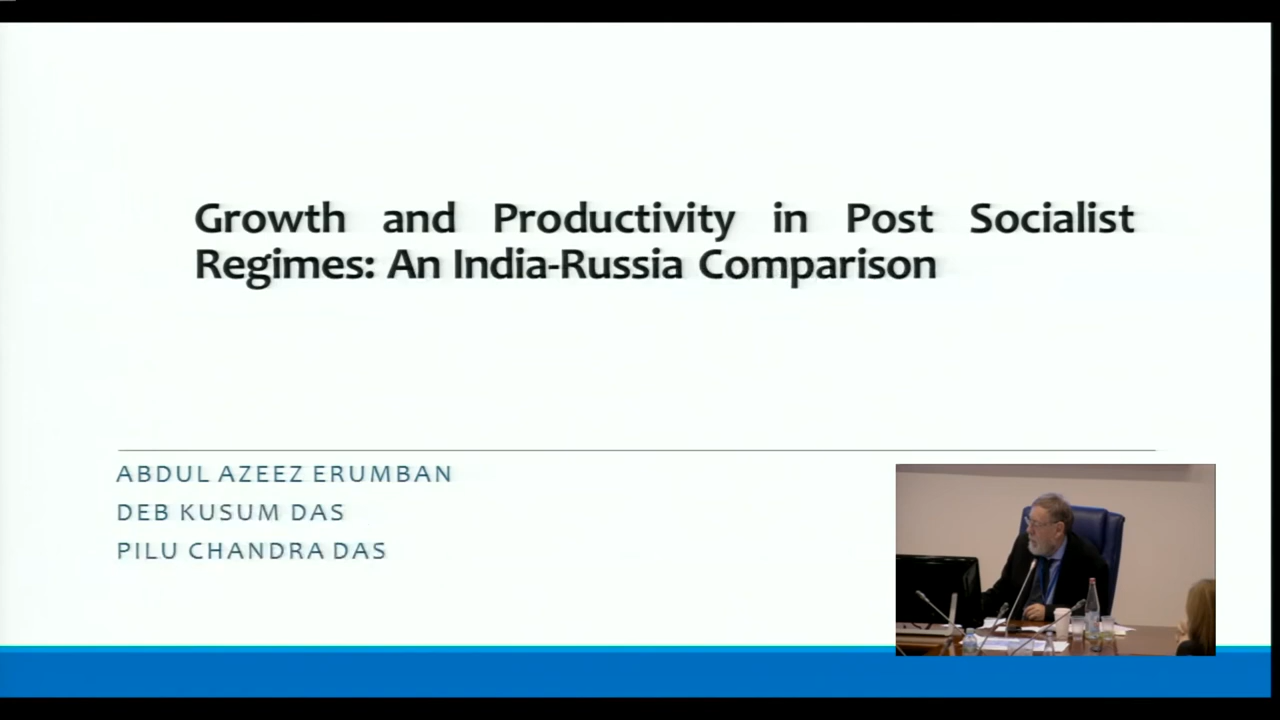 Growth and Productivity in Post Socialist
Regimes: An India-Russia Comparison
ABDUL AZEEZ ERUMBAN
DEB KUSUM DAS
PILU CHANDRA DAS